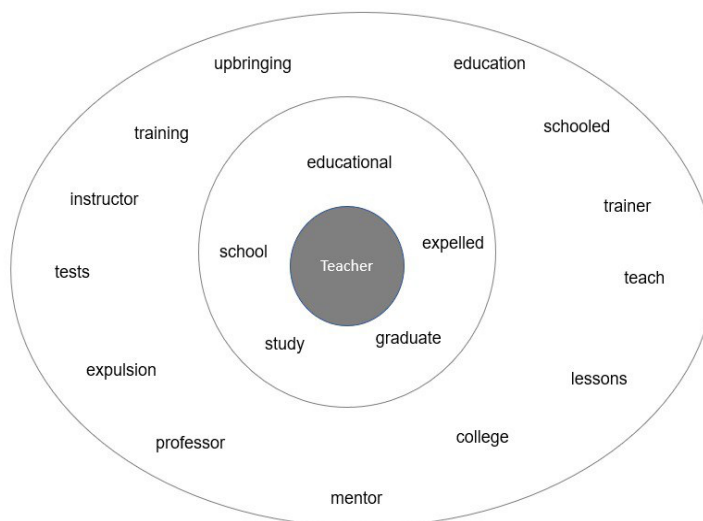 upbringing
education
schooled
training
educational
instructor
trainer
school
expelled
Teacher
tests
teach
study
graduate
expulsion
lessons
professor
college
mentor